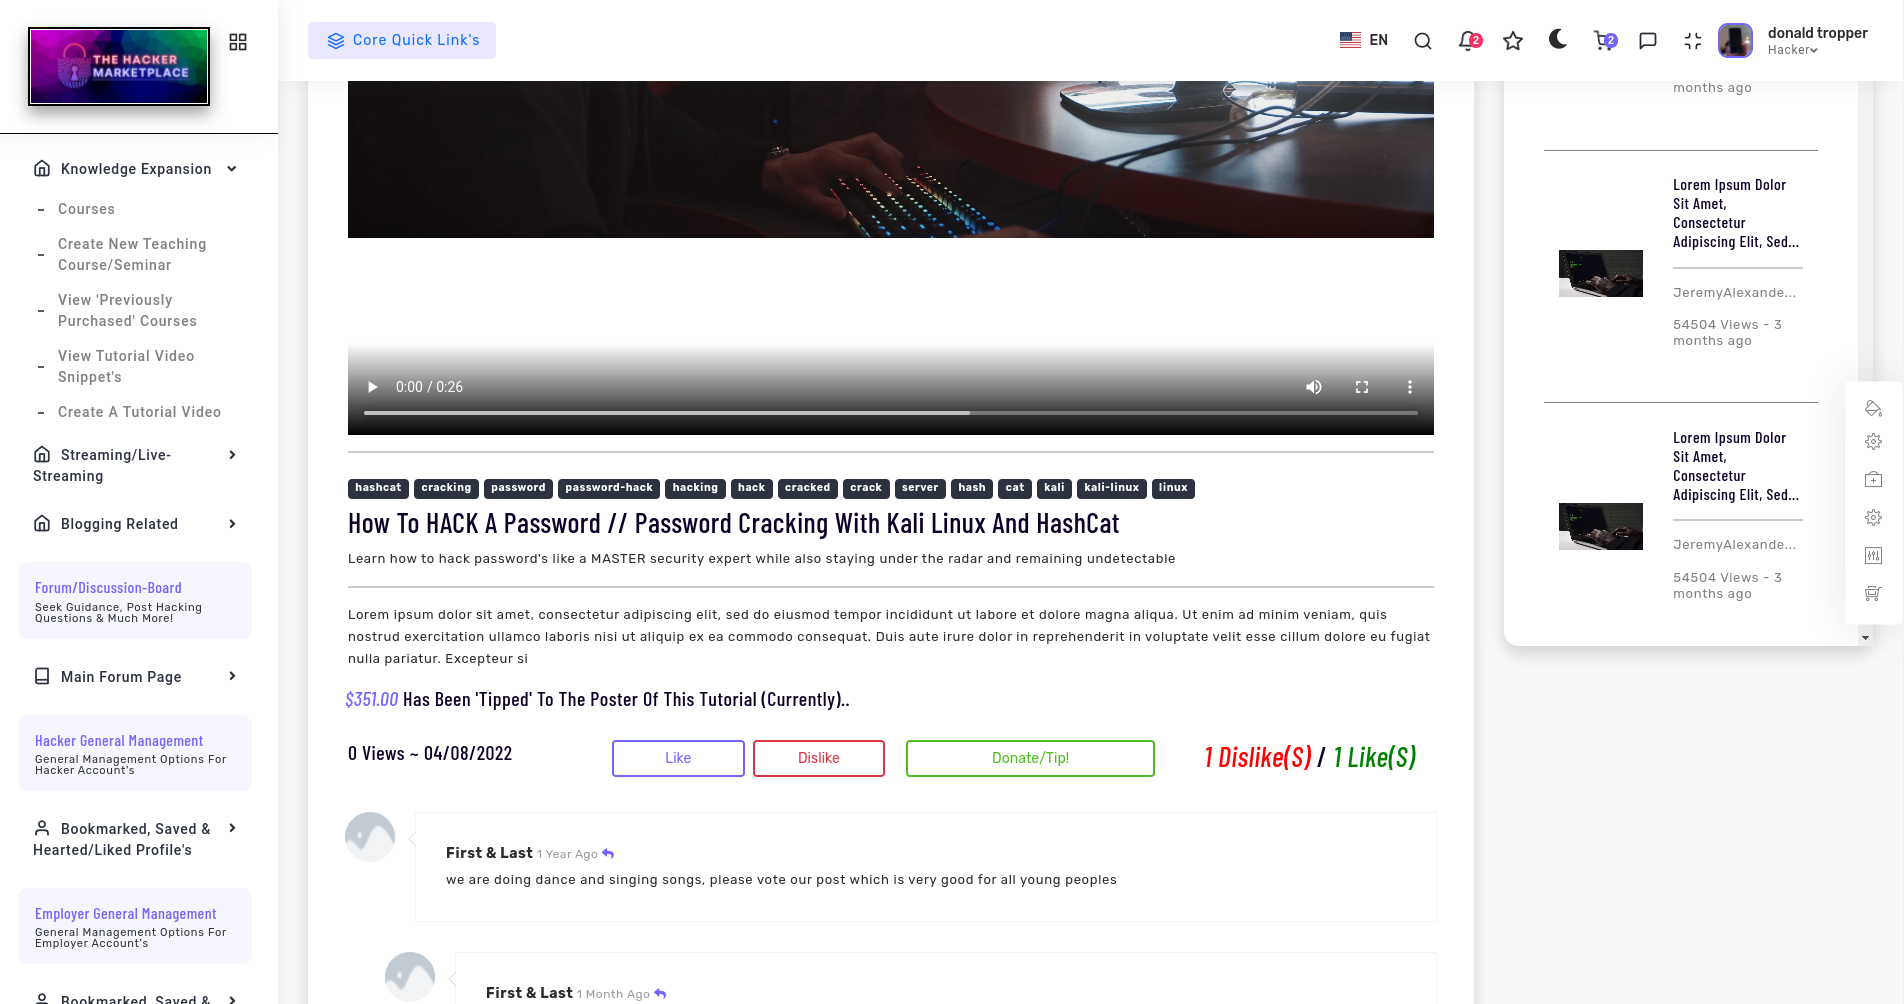 THE HACKER
MARKETPLACE
Core Quick Link's
EN
2
2
donald tropper
Hacker
Knowledge Expansion
- Courses
- Create New Teaching
Course/Seminar
- View 'Previously
Purchased' Courses
- View Tutorial Video
Snippet's
- Create A Tutorial Video
Streaming/Live-
Streaming
Blogging Related
Forum/Discussion-Board
Seek Guidance, Post Hacking
Questions & Much More!
Main Forum Page
Hacker General Management
General Management Options For
Hacker Account's
Bookmarked, Saved &
Hearted/Liked Profile's
Employer General Management
General Management Options For
Employer Account's
Bookmarked, Saved &
0:00 / 0:26
hashcat cracking password password-hack hacking hack cracked crack server hash cat kali kali-linux linux
How To HACK A Password // Password Cracking With Kali Linux And HashCat
Learn how to hack password's like a MASTER security expert while also staying under the radar and remaining undetectable
Lorem ipsum dolor sit amet, consectetur adipiscing elit, sed do eiusmod tempor incididunt ut labore et dolore magna aliqua. Ut enim ad minim veniam, quis
nostrud exercitation ullamco laboris nisi ut aliquip ex ea commodo consequat. Duis aute irure dolor in reprehenderit in voluptate velit esse cillum dolore eu fugiat
nulla pariatur. Excepteur si
$351.00 Has Been 'Tipped' To The Poster Of This Tutorial (Currently)..
0 Views ~ 04/08/2022
Like
Dislike
Donate/Tip!
1 Dislike(S) / 1 Like(S)
First & Last 1 Year Ago
we are doing dance and singing songs, please vote our post which is very good for all young peoples
First & Last 1 Month Ago
months ago
Lorem Ipsum Dolor
Sit Amet,
Consectetur
Adipiscing Elit, Sed...
JeremyAlexande...
54504 Views - 3
months ago
Lorem Ipsum Dolor
Sit Amet,
Consectetur
Adipiscing Elit, Sed...
JeremyAlexande...
54504 Views - 3
months ago